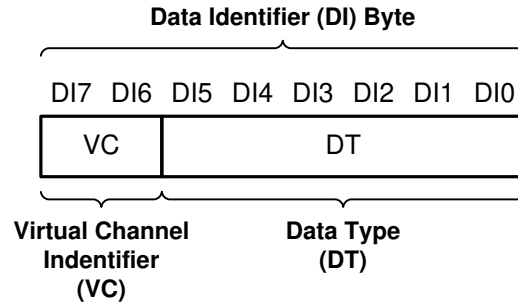 Data Identifier (DI) Byte
DI7 DI6 DI5 DI4 DI3 DI2 DI1 DI0
VC DT
Virtual Channel
Indentifier
(VC)
Data Type
(DT)